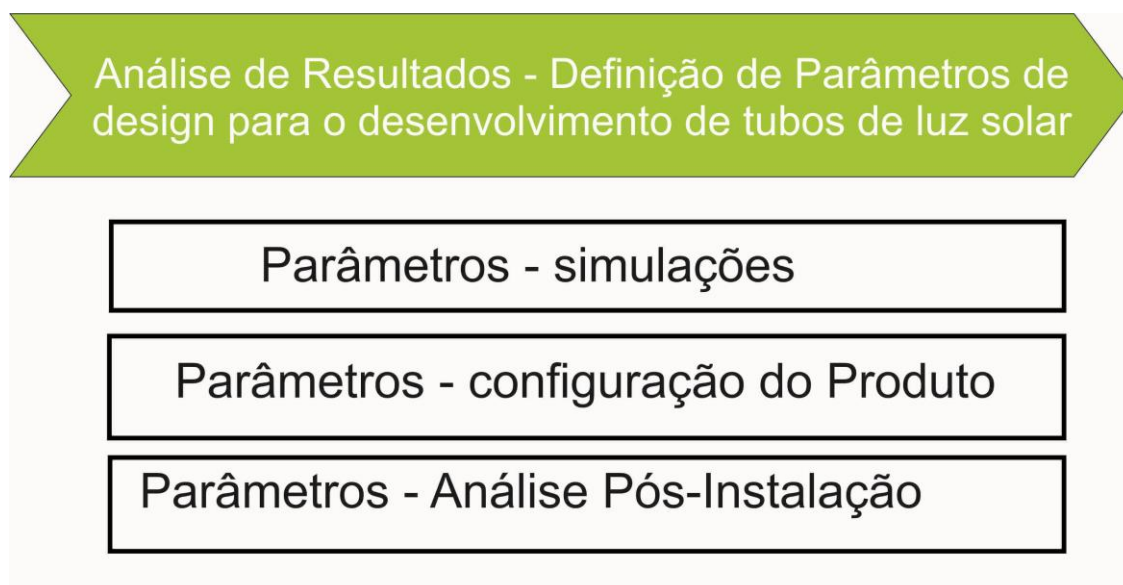 Análise de Resultados - Definição de Parâmetros de
design para o desenvolvimento de tubos de luz solar
Parâmetros - simulações
Parâmetros - configuração do Produto
Parâmetros - Análise Pós-Instalação